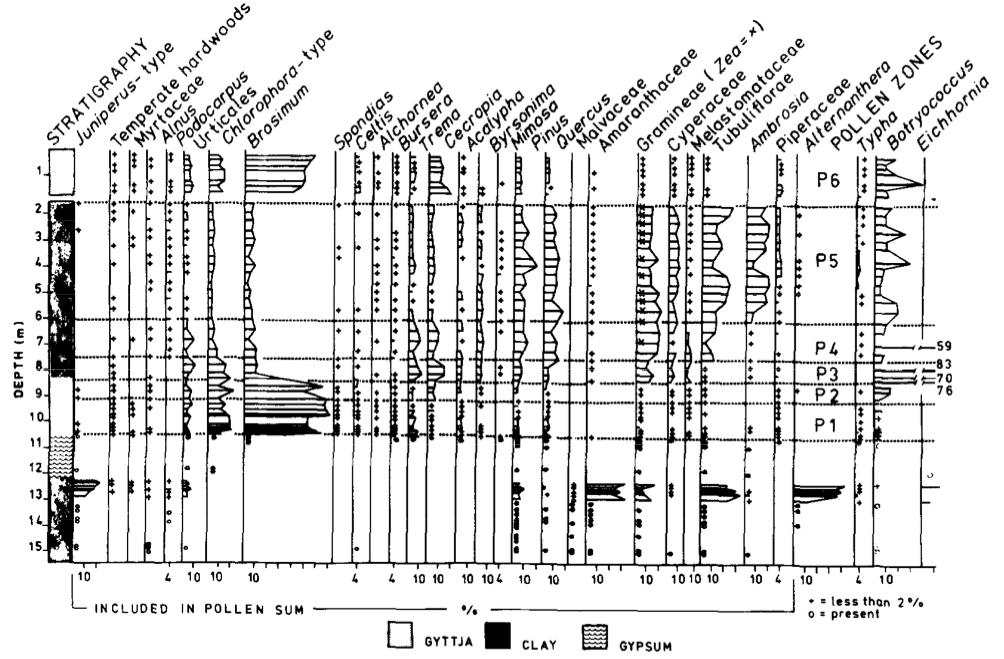 STRATIGRAPHY
Juniperus-type
Temperate hardwoods
Myrtaceae
Alnus
Podocarpus
Urticales
Chlorophora-type
Brosimum
Spondias
Celtis
Alchornea
Bursera
Trema
Cecropia
Acalypha
Byrsonima
Mimosa
Pinus
Quercus
Malvaceae
Amaranthaceae
Gramineae (Zea=x)
Cyperaceae
Melastomataceae
Tubuliflorae
Ambrosia
Piperaceae
Alternanthera
POLLEN ZONES
Typha
Botryococcus
Eichhornia
DEPTH (m)
1
2
3
4
5
6
7
8
9
10
11
12
13
14
15
P6
P5
P4
P3
P2
P1
59
83
70
76
10 4 10 10 10 4 4 10 10 4 10 4 10 10 4 10 10 10 10 10 4 4 10
INCLUDED IN POLLEN SUM
%
+ = less than 2%
o = present
GYTTJA CLAY GYPSUM